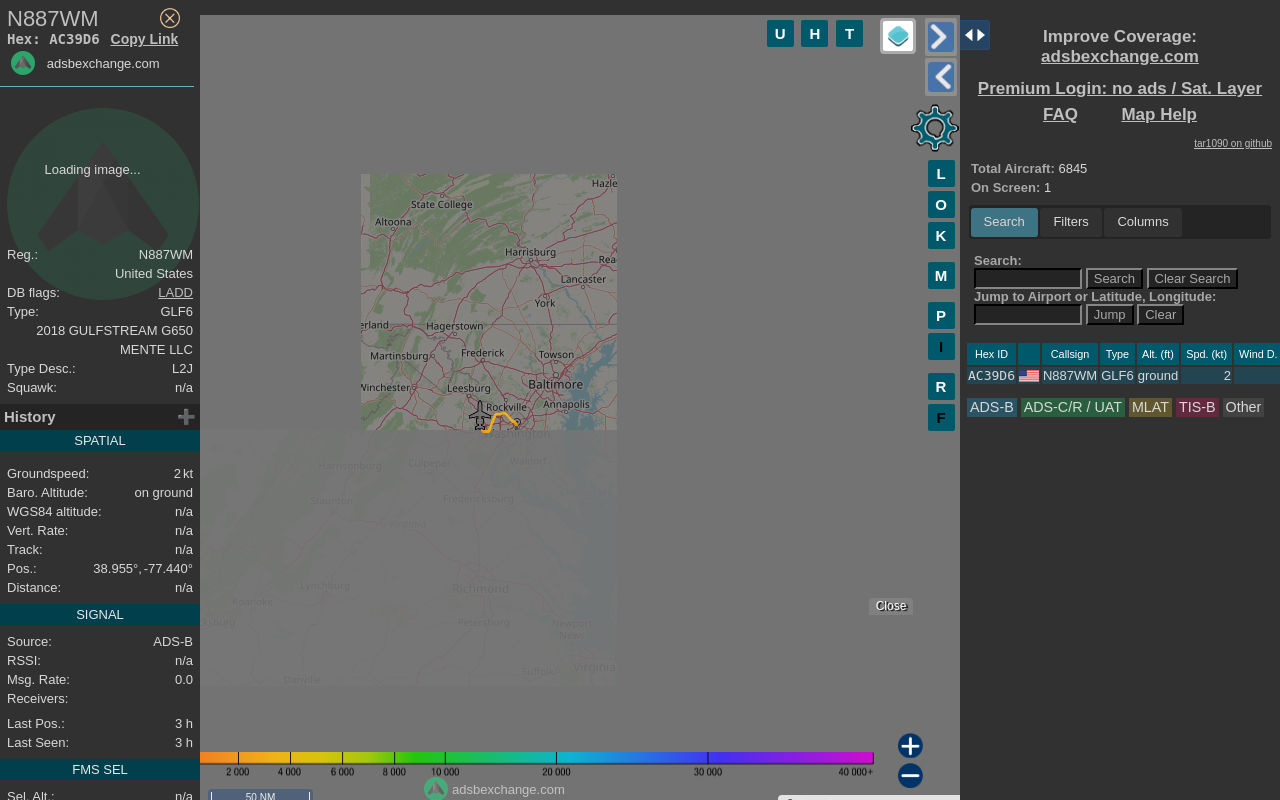 N887WM
Hex: AC39D6 Copy Link
adsbexchange.com
Loading image...
Reg.: N887WM
United States
DB flags: LADD
Type: GLF6
2018 GULFSTREAM G650
MENTE LLC
Type Desc.: L2J
Squawk: n/a
History
SPATIAL
Groundspeed: 2 kt
Baro. Altitude: on ground
WGS84 altitude: n/a
Vert. Rate: n/a
Track: n/a
Pos.: 38.955°, -77.440°
Distance: n/a
SIGNAL
Source: ADS-B
RSSI: n/a
Msg. Rate: 0.0
Receivers:
Last Pos.: 3 h
Last Seen: 3 h
FMS SEL
Sel. Alt.: n/a
U H T
L
O
K
M
P
I
R
F
Hazle
State College
Altoona
Harrisburg
Rea
Lancaster
York
erland
Hagerstown
Martinsburg
Frederick
Towson
Winchester
Leesburg
Baltimore
Rockville
Annapolis
Washington
Harrisonburg
Culpeper
Waldorf
Staunton
Fredericksburg
Lynchburg
Richmond
Roanoke
Petersburg
Newport
News
Suffolk
Virginia
Danville
Close
2 000 4 000 6 000 8 000 10 000 20 000 30 000 40 000+
adsbexchange.com
50 NM
Improve Coverage:
adsbexchange.com
Premium Login: no ads / Sat. Layer
FAQ Map Help
tar1090 on github
Total Aircraft: 6845
On Screen: 1
Search Filters Columns
Search:
Search Clear Search
Jump to Airport or Latitude, Longitude:
Jump Clear
Hex ID Callsign Type Alt. (ft) Spd. (kt) Wind D.
AC39D6 N887WM GLF6 ground 2
ADS-B ADS-C/R / UAT MLAT TIS-B Other